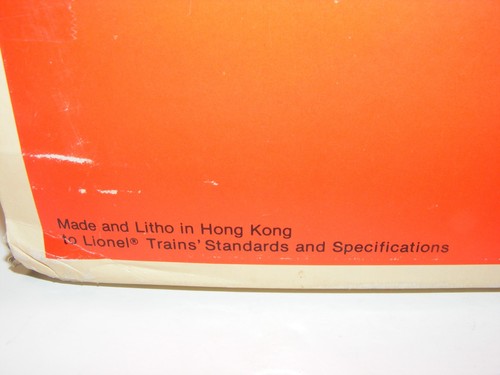 Made and Litho in Hong Kong
to Lionel® Trains' Standards and Specifications